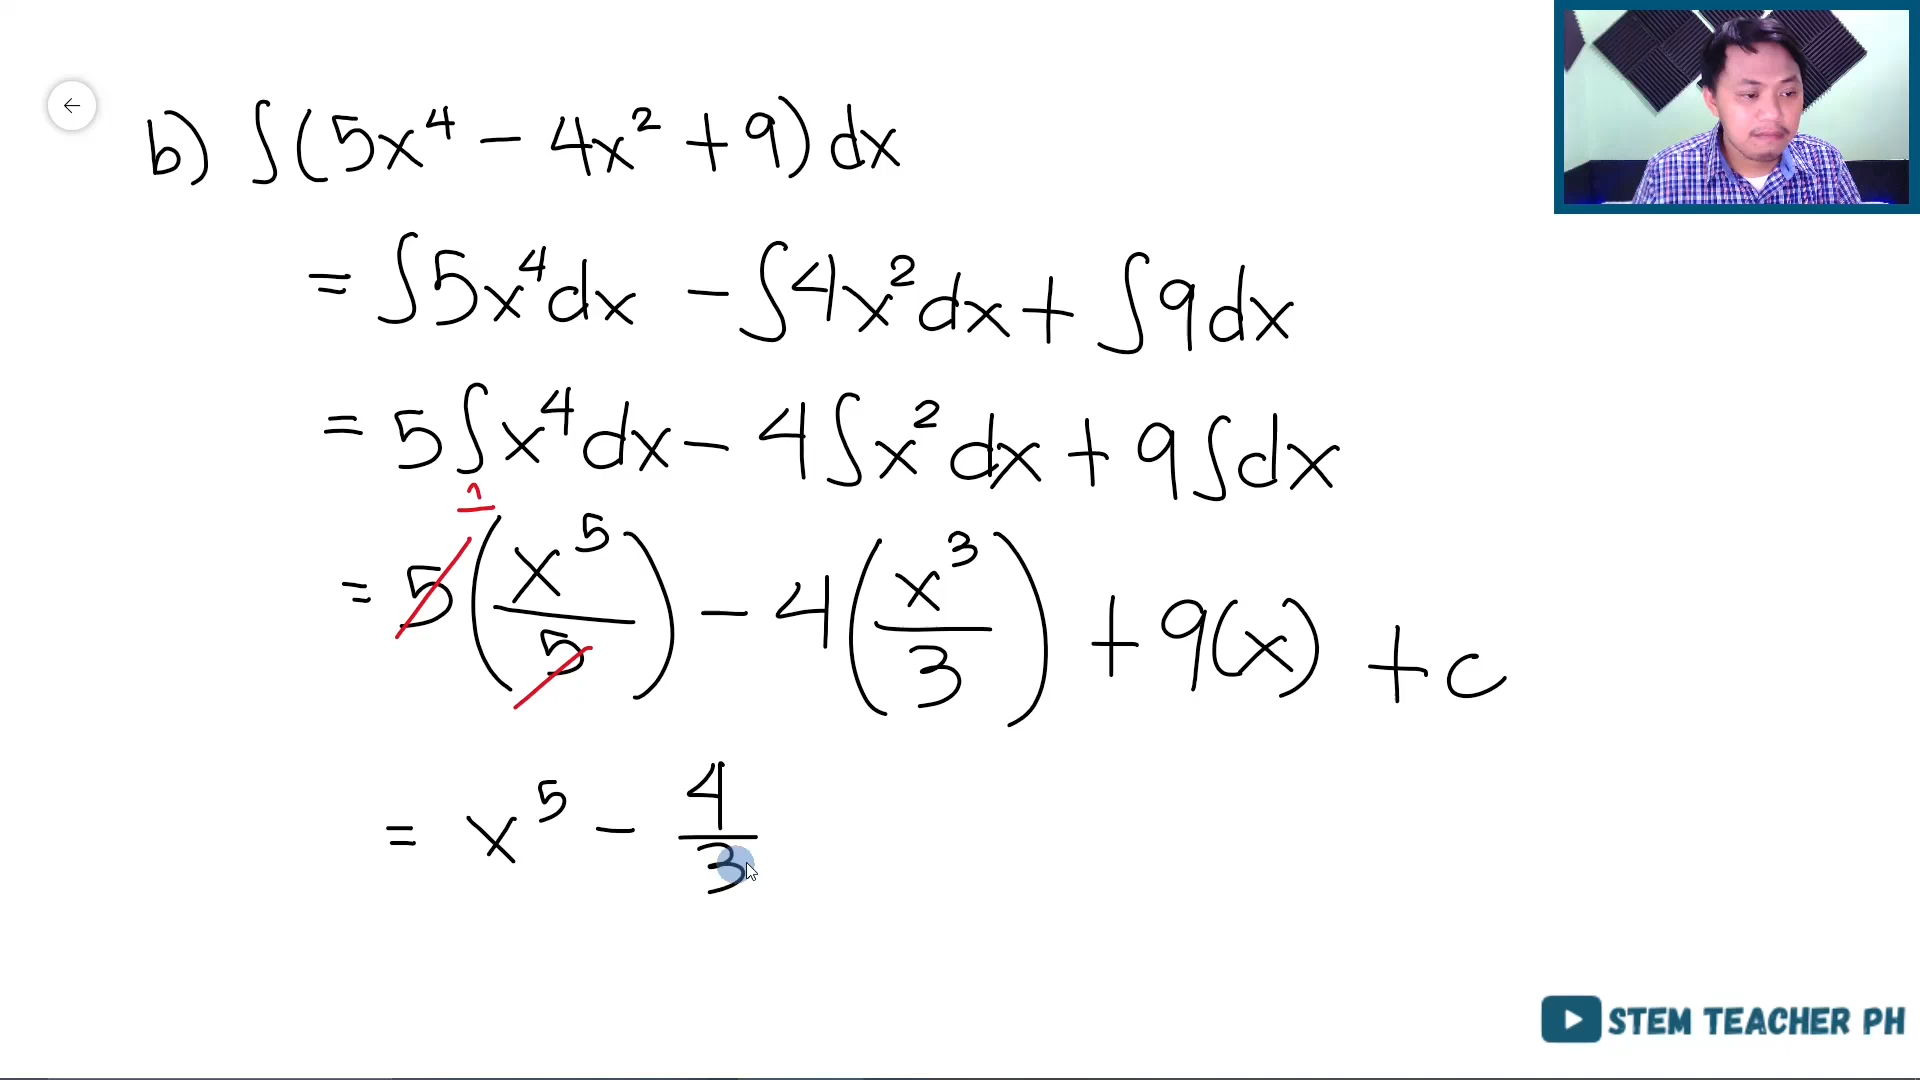 b) ∫(5x⁴ − 4x² + 9) dx
= ∫5x⁴dx − ∫4x²dx + ∫9dx
= 5∫x⁴dx − 4∫x²dx + 9∫dx
1
= 5(x⁵/5) − 4(x³/3) + 9(x) + c
= x⁵ − 4/3
STEM TEACHER PH